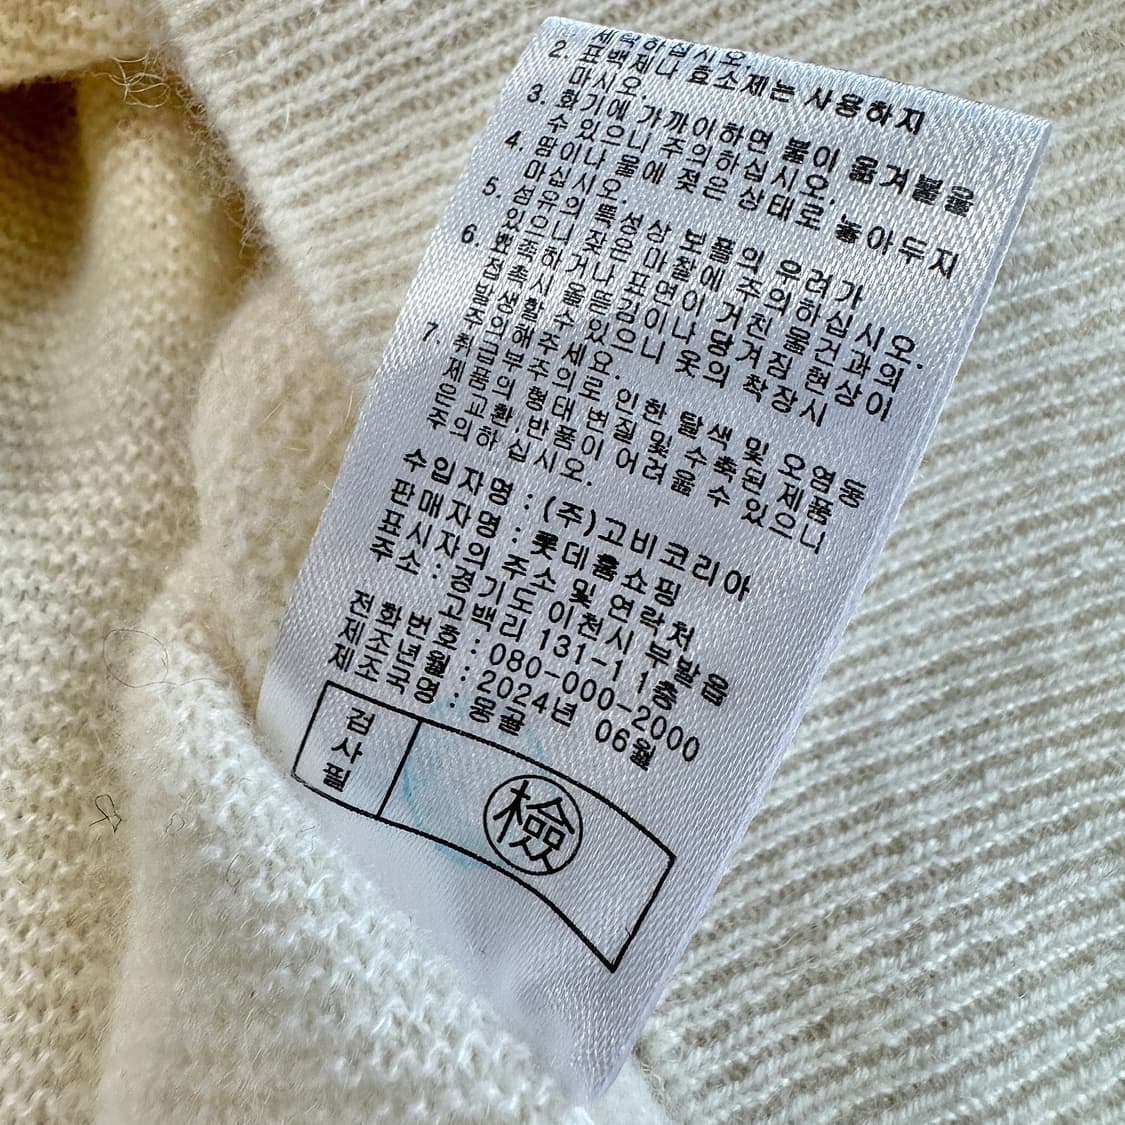 세탁하십시오.
2. 표백제나 효소제는 사용하지
마시오.
3. 화기에 가까이하면 불이 옮겨붙을
수 있으니 주의하십시오.
4. 땀이나 물에 젖은 상태로 놓아두지
마십시오.
5. 섬유의 특성상 보풀의 우려가
있으니 잦은 마찰에 주의하십시오.
6. 뾰족하거나 표면이 거친 물건과의
접촉시 올뜯김이나 당겨짐 현상이
발생할 수 있으니 옷의 착장시
주의해주세요.
7. 취급부주의로 인한 탈색 및 오염 등
제품의 형태 변질 및 수축된 제품
은 교환,반품이 어려울 수 있으니
주의하십시오.
수입자명 : (주)고비코리아
판매자명 : 롯데홈쇼핑
표시자의 주소 및 연락처
주소 : 경기도 이천시 부발읍
고백리 131-1 1층
전화번호 : 080-000-2000
제조년월 : 2024년 06월
제조국명 : 몽골
검사필
檢